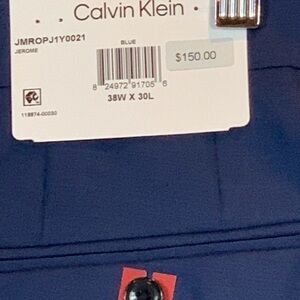 Calvin Klein
JMROPJ1Y0021
JEROME
BLUE
$150.00
8 24972 91705 6
38W X 30L
118874-00030